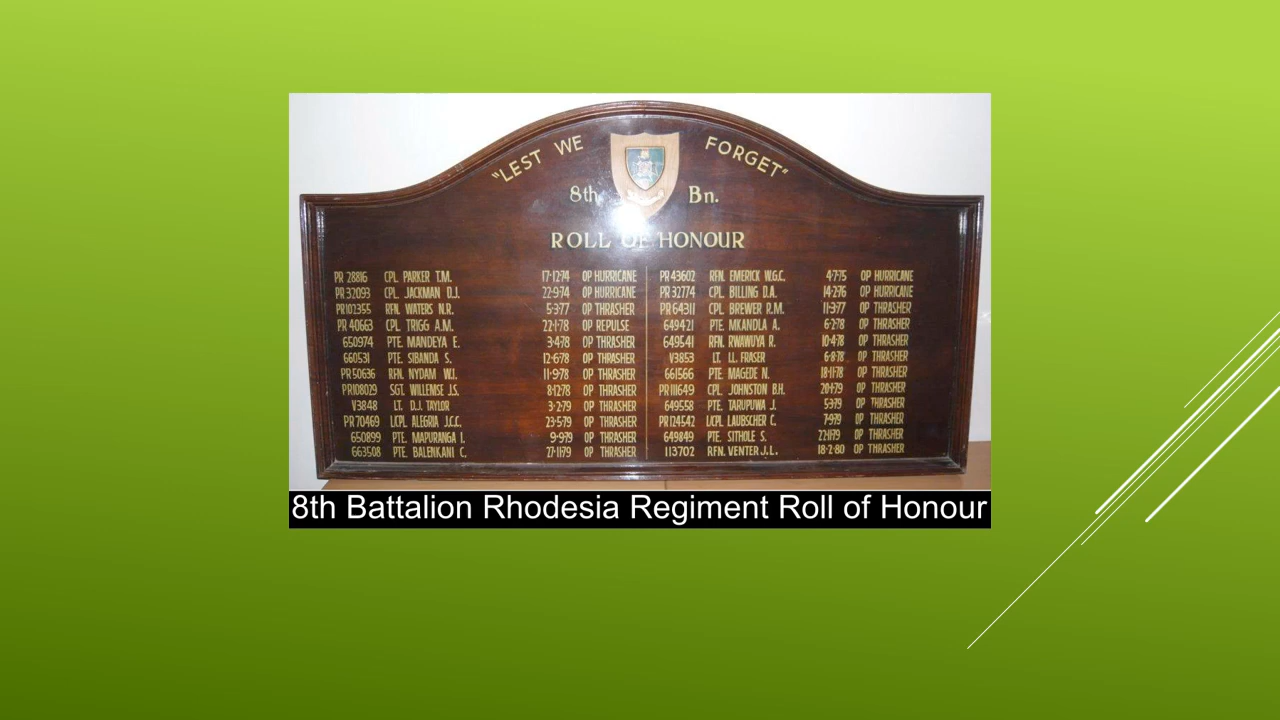 "LEST WE FORGET"
8th Bn.
ROLL OF HONOUR
PR 28816 CPL. PARKER T.M. 17·12·74 OP HURRICANE
PR 32093 CPL. JACKMAN D.J. 22·9·74 OP HURRICANE
PR102355 RFN. WATERS N.R. 5·3·77 OP THRASHER
PR 40663 CPL. TRIGG A.M. 22·1·78 OP REPULSE
650974 PTE. MANDEYA E. 3·4·78 OP THRASHER
660531 PTE. SIBANDA S. 12·6·78 OP THRASHER
PR 50636 RFN. NYDAM W.J. 11·9·78 OP THRASHER
PR108029 SGT. WILLEMSE J.S. 8·12·78 OP THRASHER
V3848 LT. D.J. TAYLOR 3·2·79 OP THRASHER
PR 70469 L/CPL ALEGRIA J.C.C. 23·5·79 OP THRASHER
650899 PTE. MAPURANGA I. 9·9·79 OP THRASHER
663508 PTE. BALENKANI C. 27·11·79 OP THRASHER
PR 43602 RFN. EMERICK W.G.C. 4·7·75 OP HURRICANE
PR 32774 CPL. BILLING D.A. 14·2·76 OP HURRICANE
PR 64311 CPL. BREWER R.M. 11·3·77 OP THRASHER
649421 PTE. MKANDLA A. 6·2·78 OP THRASHER
649541 RFN. RWAWUYA R. 10·4·78 OP THRASHER
V3853 LT. LL. FRASER 6·8·78 OP THRASHER
661566 PTE. MAGEDE N. 18·11·78 OP THRASHER
PR111649 CPL. JOHNSTON B.H. 20·1·79 OP THRASHER
649558 PTE. TARUPUWA J. 5·3·79 OP THRASHER
PR124542 L/CPL LAUBSCHER C. 7·9·79 OP THRASHER
649849 PTE. SITHOLE S. 22·11·79 OP THRASHER
113702 RFN. VENTER J.L. 18·2·80 OP THRASHER
8th Battalion Rhodesia Regiment Roll of Honour